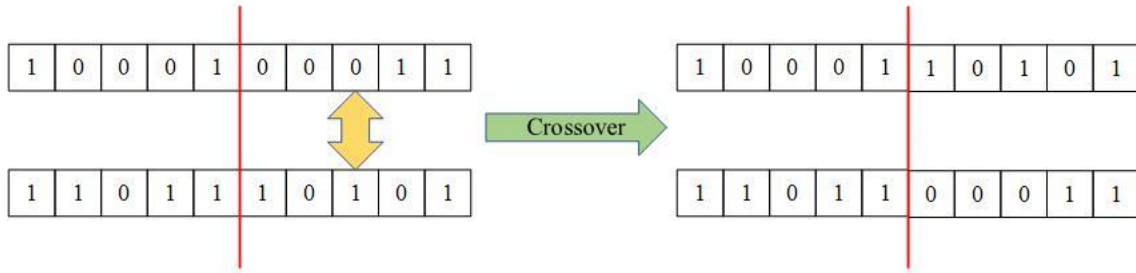 1 0 0 0 1 0 0 0 1 1
1 0 0 0 1 1 0 1 0 1
Crossover
1 1 0 1 1 1 0 1 0 1
1 1 0 1 1 0 0 0 1 1